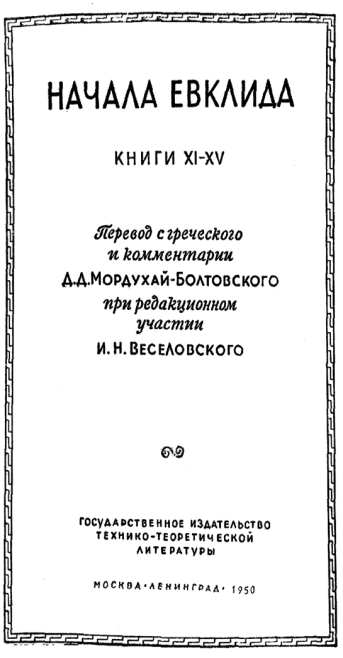 НАЧАЛА ЕВКЛИДА
КНИГИ XI-XV
Перевод с греческого
и комментарии
Д.Д.МОРДУХАЙ-БОЛТОВСКОГО
при редакционном
участии
И.Н.ВЕСЕЛОВСКОГО
ГОСУДАРСТВЕННОЕ ИЗДАТЕЛЬСТВО
ТЕХНИКО-ТЕОРЕТИЧЕСКОЙ
ЛИТЕРАТУРЫ
МОСКВА·ЛЕНИНГРАД·1950